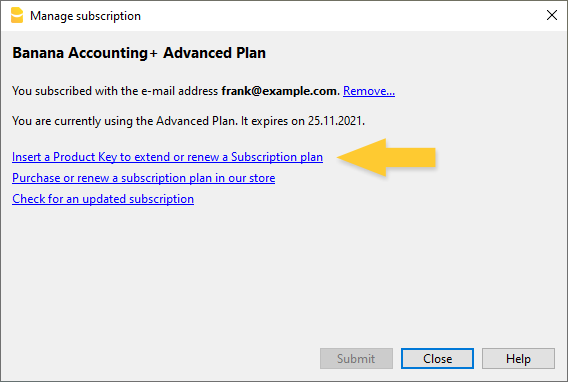 Manage subscription
Banana Accounting+ Advanced Plan
You subscribed with the e-mail address frank@example.com. Remove...
You are currently using the Advanced Plan. It expires on 25.11.2021.
Insert a Product Key to extend or renew a Subscription plan
Purchase or renew a subscription plan in our store
Check for an updated subscription
Submit Close Help